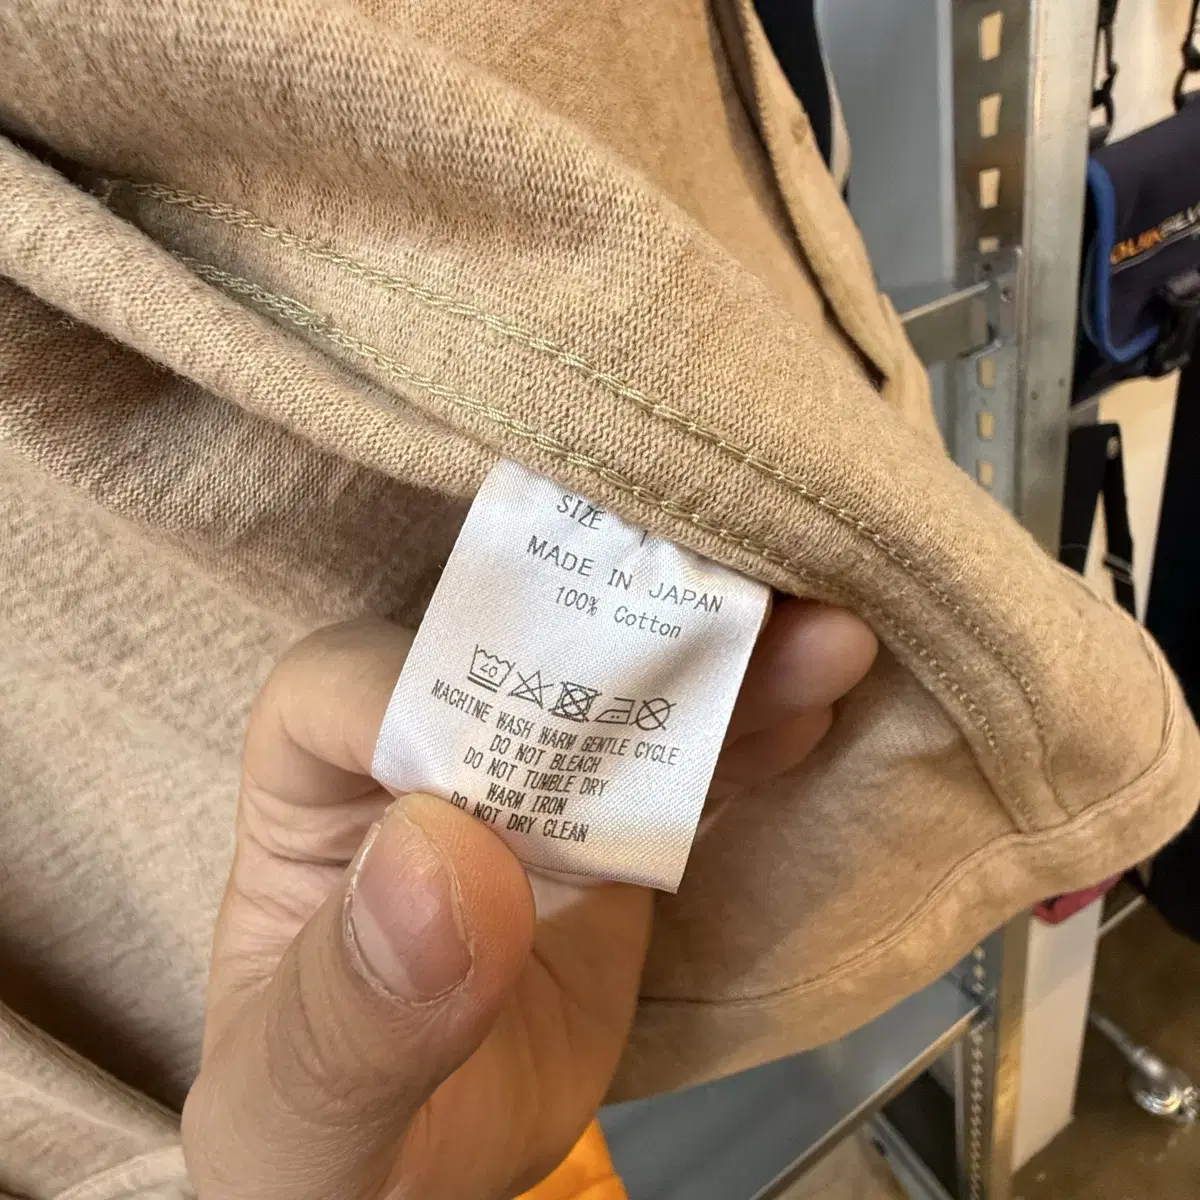 SIZE 1
MADE IN JAPAN
100% Cotton
MACHINE WASH WARM GENTLE CYCLE
DO NOT BLEACH
DO NOT TUMBLE DRY
WARM IRON
DO NOT DRY CLEAN